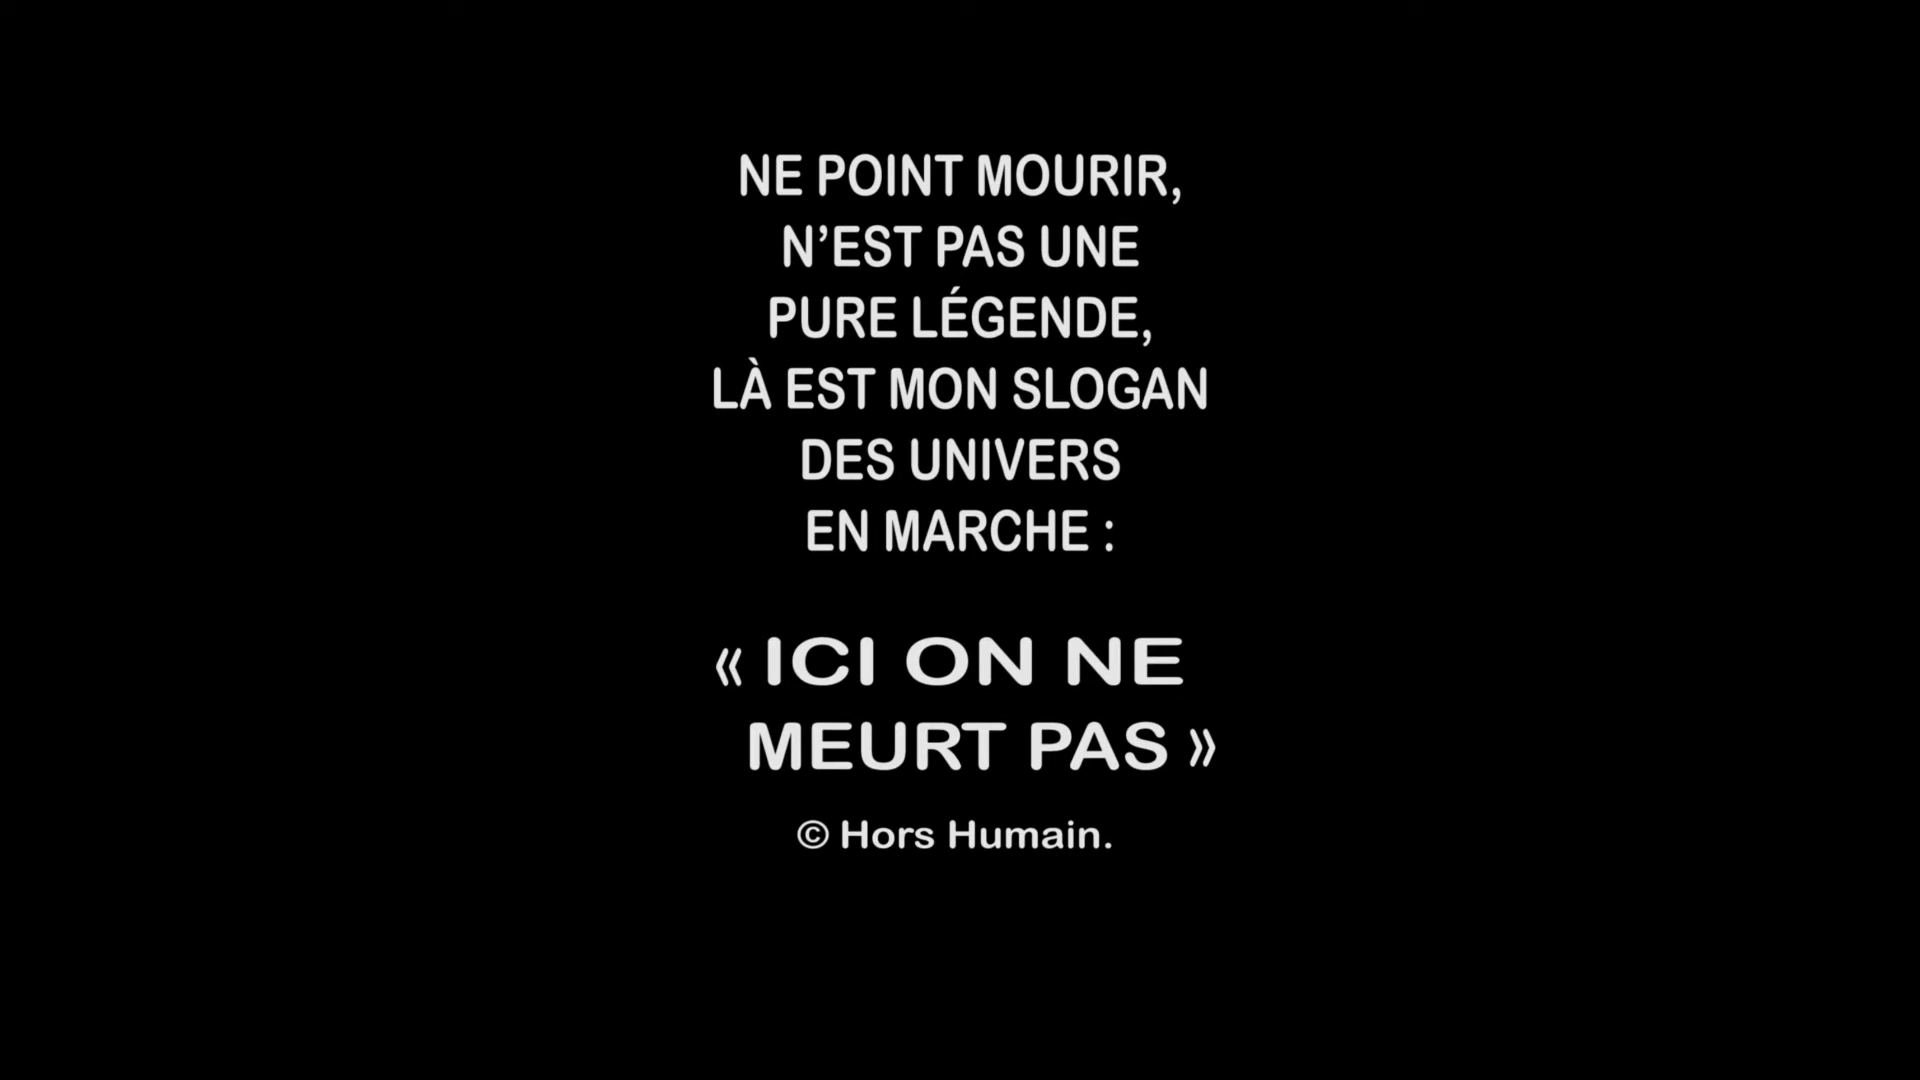 NE POINT MOURIR,
N’EST PAS UNE
PURE LÉGENDE,
LÀ EST MON SLOGAN
DES UNIVERS
EN MARCHE :
« ICI ON NE
MEURT PAS »
© Hors Humain.